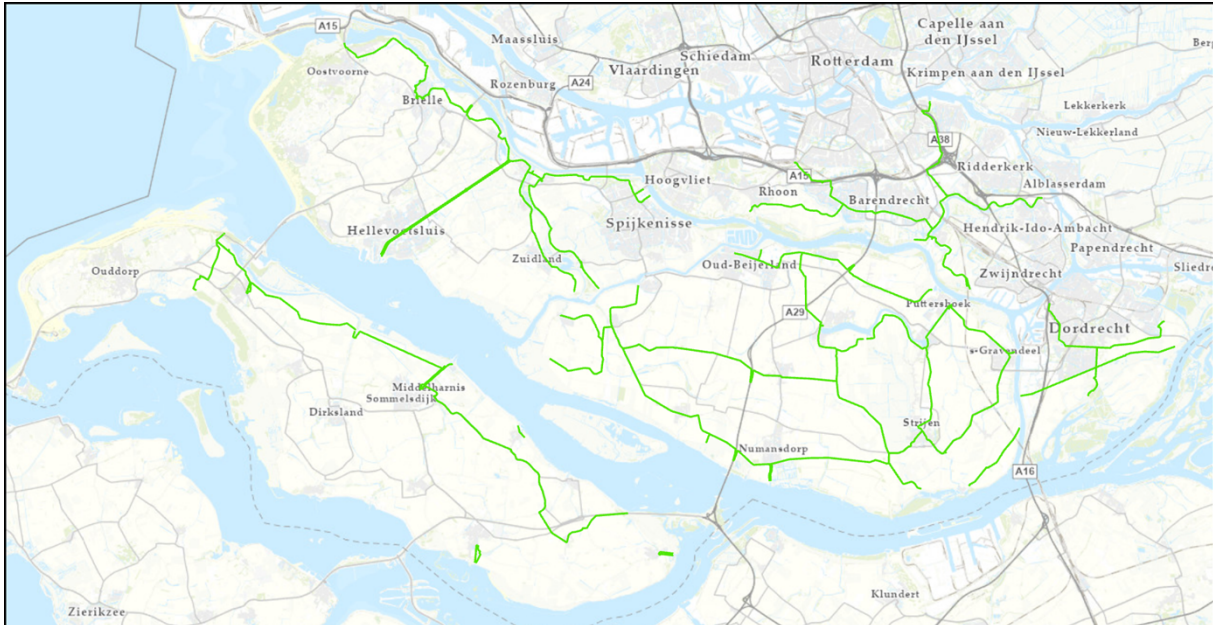 A15
Maassluis
Capelle aan
den IJssel
Schiedam
Rotterdam
Vlaardingen
Oostvoorne
Krimpen aan den IJssel
Rozenburg
A24
Brielle
Lekkerkerk
Nieuw-Lekkerland
A38
Ridderkerk
Hoogvliet
A15
Rhoon
Barendrecht
Alblasserdam
Spijkenisse
Hellevoetsluis
Hendrik-Ido-Ambacht
Papendrecht
Zuidland
Oud-Beijerland
Ouddorp
Zwijndrecht
Sliedre
Puttershoek
A29
Dordrecht
's-Gravendeel
Middelharnis
Sommelsdijk
Dirksland
Strijen
Numansdorp
A16
Klundert
Zierikzee